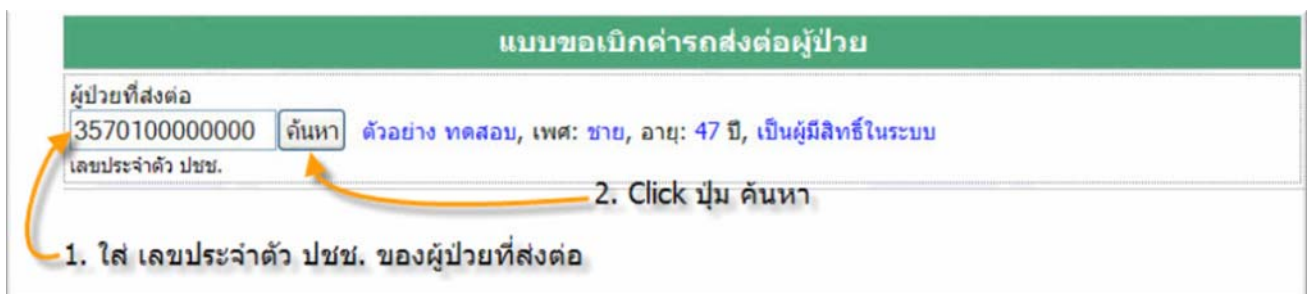 แบบขอเบิกค่ารถส่งต่อผู้ป่วย
ผู้ป่วยที่ส่งต่อ
3570100000000 ค้นหา ตัวอย่าง ทดสอบ, เพศ: ชาย, อายุ: 47 ปี, เป็นผู้มีสิทธิ์ในระบบ
เลขประจำตัว ปชช.
2. Click ปุ่ม ค้นหา
1. ใส่ เลขประจำตัว ปชช. ของผู้ป่วยที่ส่งต่อ